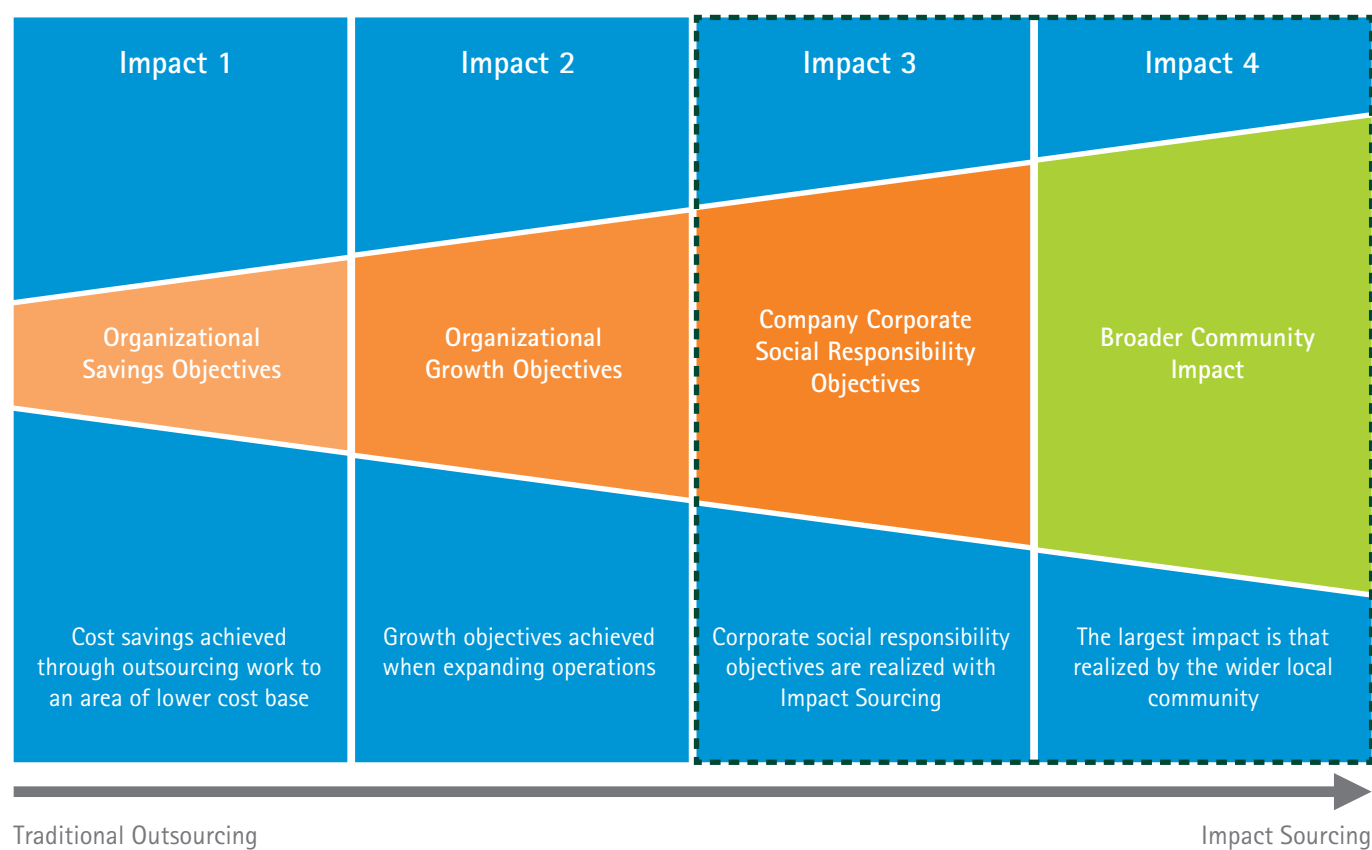 Impact 1
Impact 2
Impact 3
Impact 4
Organizational
Savings Objectives
Organizational
Growth Objectives
Company Corporate
Social Responsibility
Objectives
Broader Community
Impact
Cost savings achieved
through outsourcing work to
an area of lower cost base
Growth objectives achieved
when expanding operations
Corporate social responsibility
objectives are realized with
Impact Sourcing
The largest impact is that
realized by the wider local
community
Traditional Outsourcing
Impact Sourcing